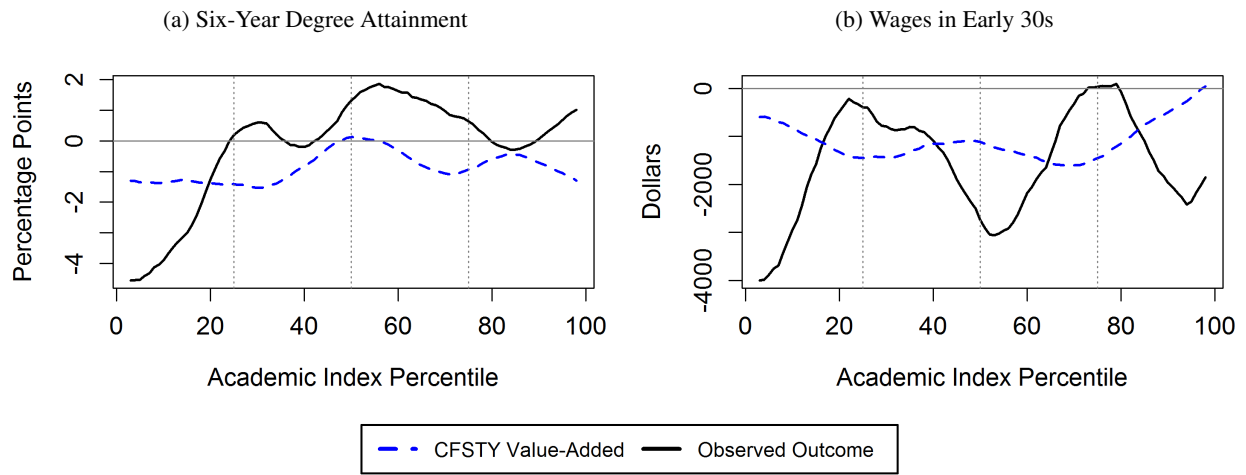 (a) Six-Year Degree Attainment
(b) Wages in Early 30s
Percentage Points
2
0
-2
-4
0 20 40 60 80 100
Academic Index Percentile
Dollars
0
-2000
-4000
0 20 40 60 80 100
Academic Index Percentile
CFSTY Value-Added Observed Outcome